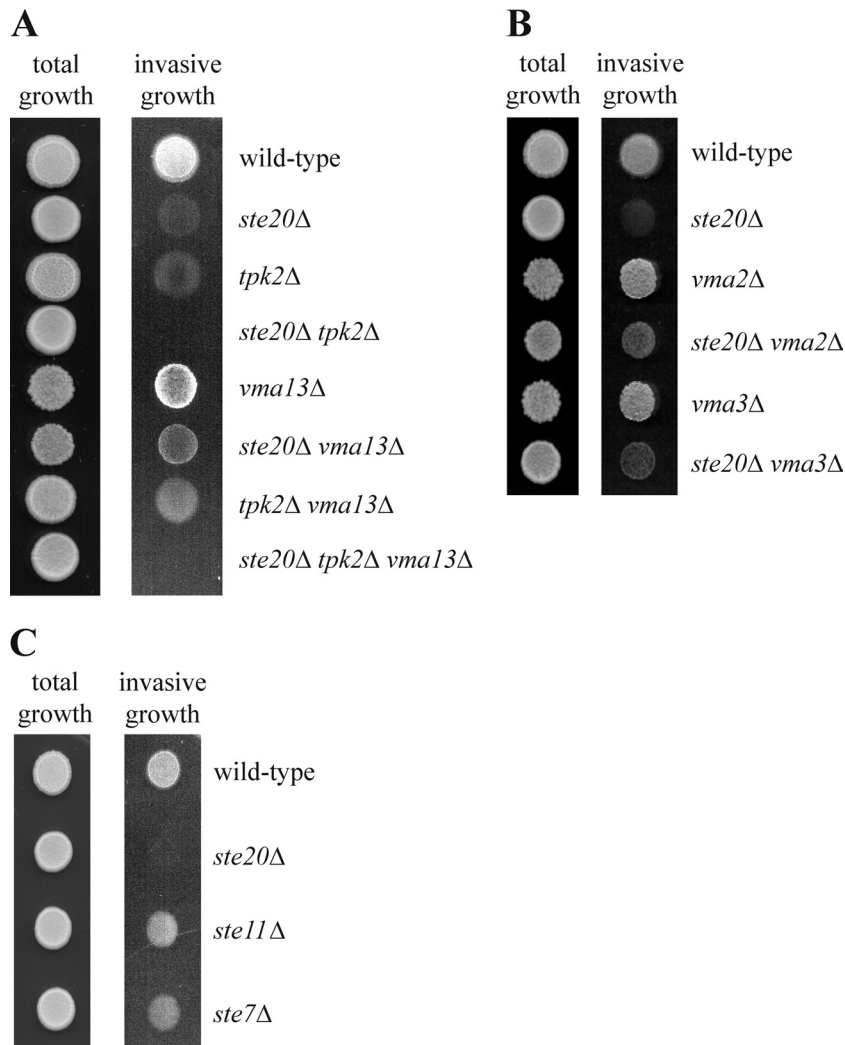 A
total growth
invasive growth
wild-type
ste20Δ
tpk2Δ
ste20Δ tpk2Δ
vma13Δ
ste20Δ vma13Δ
tpk2Δ vma13Δ
ste20Δ tpk2Δ vma13Δ
B
total growth
invasive growth
wild-type
ste20Δ
vma2Δ
ste20Δ vma2Δ
vma3Δ
ste20Δ vma3Δ
C
total growth
invasive growth
wild-type
ste20Δ
ste11Δ
ste7Δ